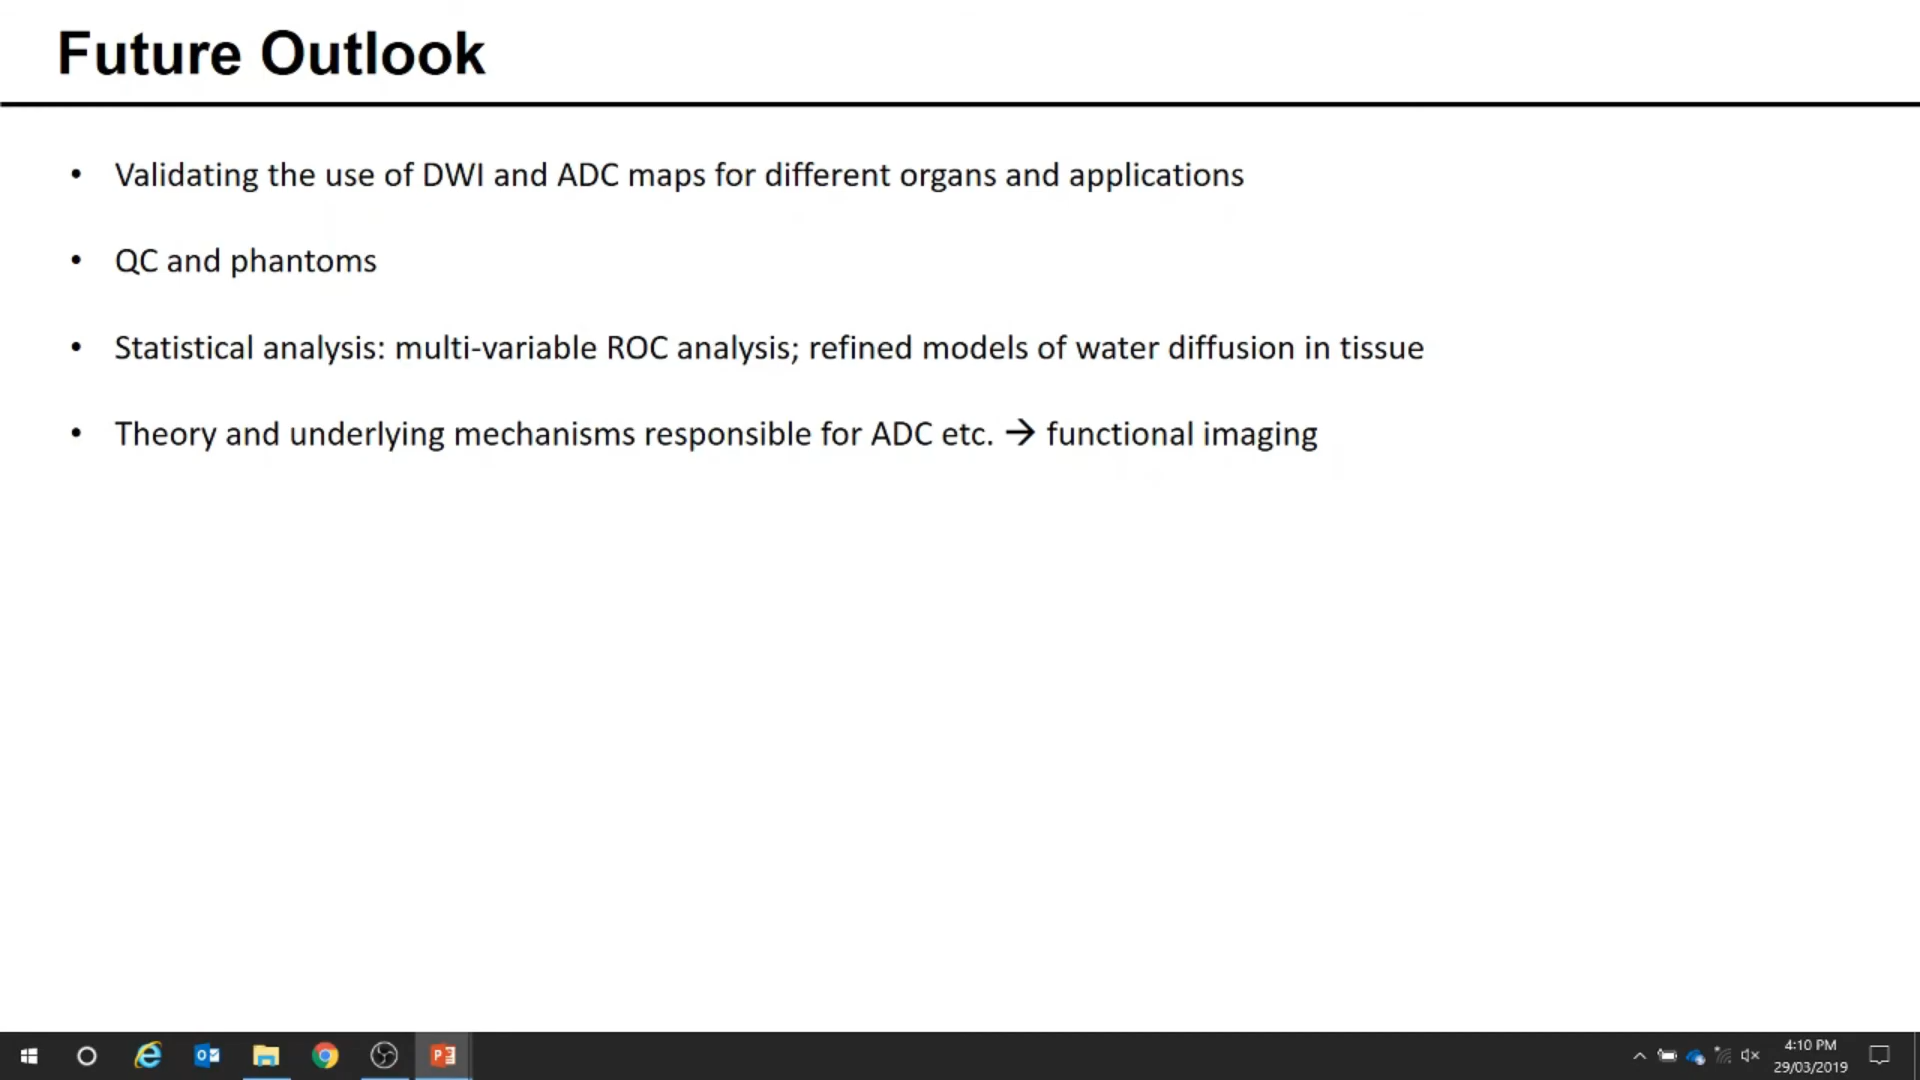 Future Outlook
• Validating the use of DWI and ADC maps for different organs and applications
• QC and phantoms
• Statistical analysis: multi-variable ROC analysis; refined models of water diffusion in tissue
• Theory and underlying mechanisms responsible for ADC etc. → functional imaging
4:10 PM
29/03/2019